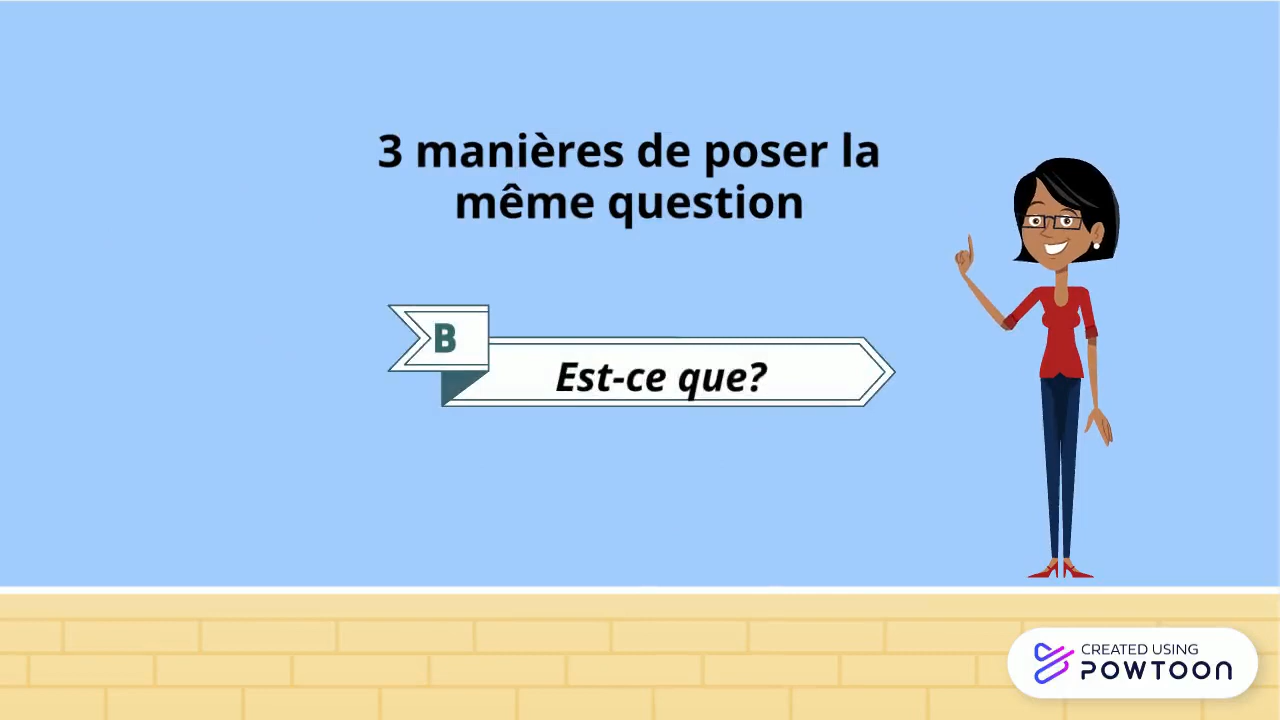 3 manières de poser la
même question
B
Est-ce que?
CREATED USING
POWTOON